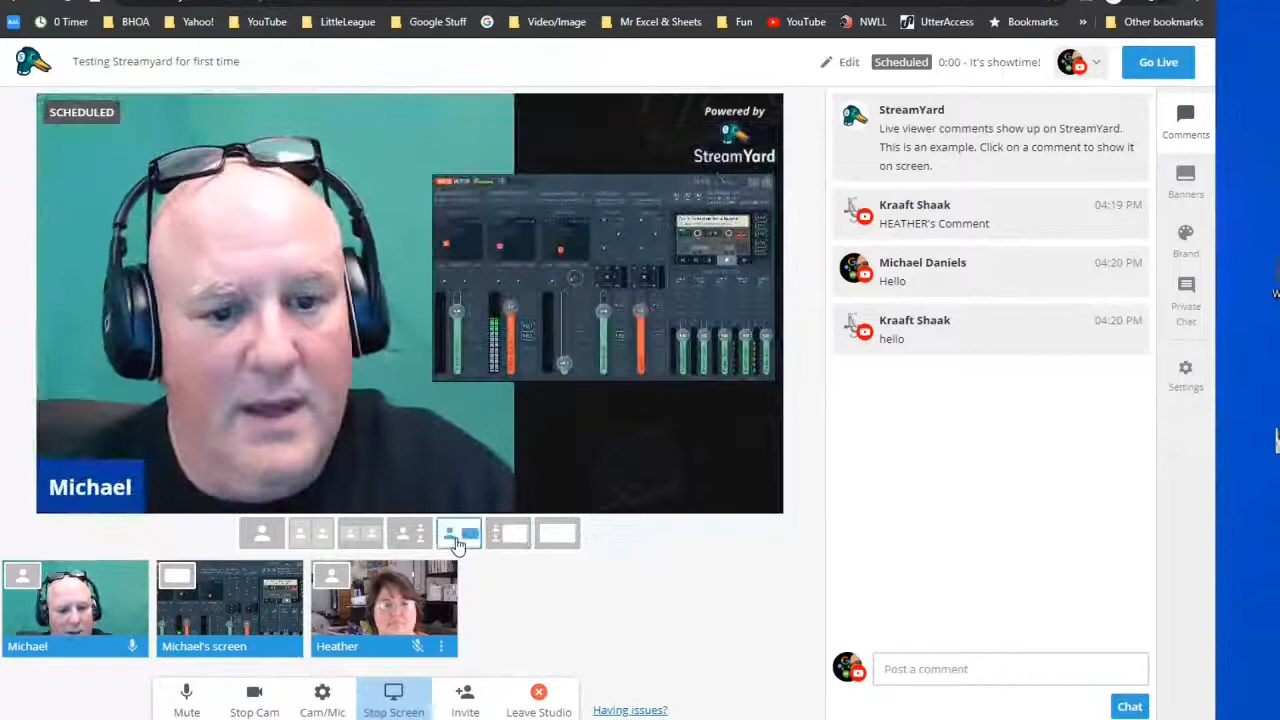 0 Timer BHOA Yahoo! YouTube LittleLeague Google Stuff Video/Image Mr Excel & Sheets Fun YouTube NWLL UtterAccess Bookmarks » Other bookmarks
Testing Streamyard for first time Edit Scheduled 0:00 - It's showtime! Go Live
SCHEDULED
Powered by
StreamYard
Michael
StreamYard
Live viewer comments show up on StreamYard.
This is an example. Click on a comment to show it
on screen.
Kraaft Shaak 04:19 PM
HEATHER's Comment
Michael Daniels 04:20 PM
Hello
Kraaft Shaak 04:20 PM
hello
Comments
Banners
Brand
Private
Chat
Settings
Michael
Michael's screen
Heather
Post a comment
Chat
Mute Stop Cam Cam/Mic Stop Screen Invite Leave Studio Having issues?